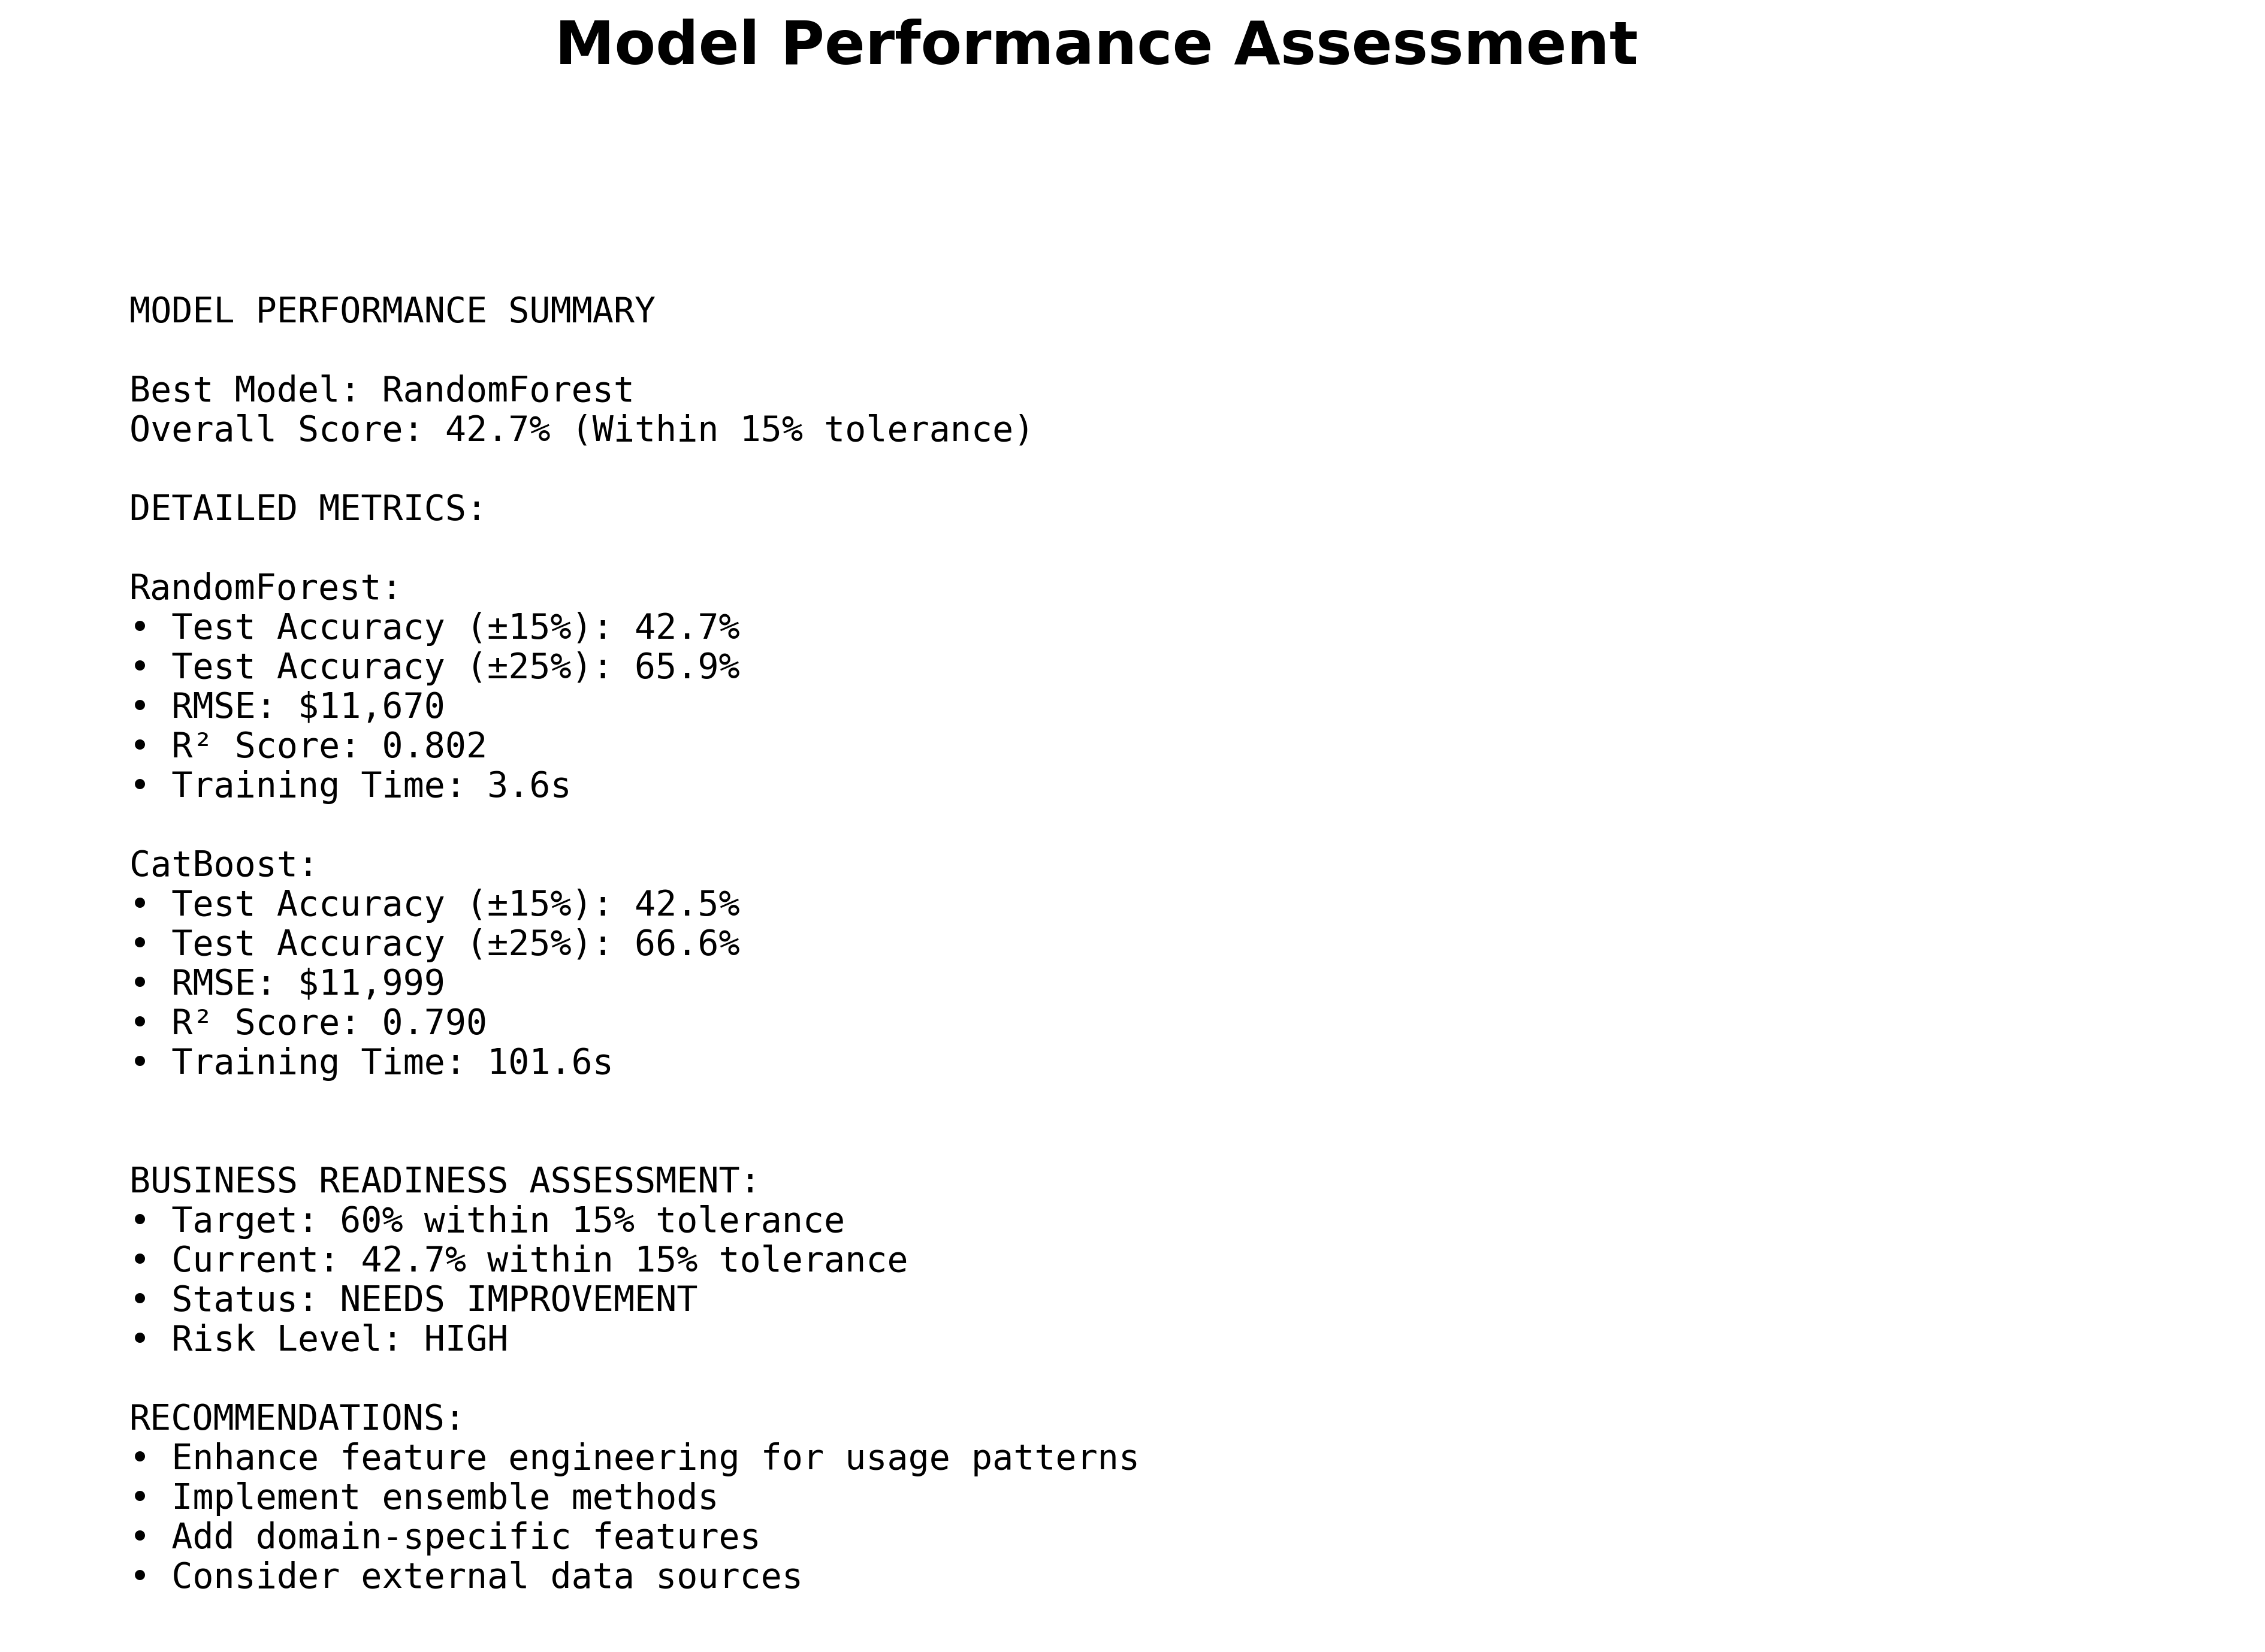 Model Performance Assessment
MODEL PERFORMANCE SUMMARY
Best Model: RandomForest
Overall Score: 42.7% (Within 15% tolerance)
DETAILED METRICS:
RandomForest:
• Test Accuracy (±15%): 42.7%
• Test Accuracy (±25%): 65.9%
• RMSE: $11,670
• R² Score: 0.802
• Training Time: 3.6s
CatBoost:
• Test Accuracy (±15%): 42.5%
• Test Accuracy (±25%): 66.6%
• RMSE: $11,999
• R² Score: 0.790
• Training Time: 101.6s
BUSINESS READINESS ASSESSMENT:
• Target: 60% within 15% tolerance
• Current: 42.7% within 15% tolerance
• Status: NEEDS IMPROVEMENT
• Risk Level: HIGH
RECOMMENDATIONS:
• Enhance feature engineering for usage patterns
• Implement ensemble methods
• Add domain-specific features
• Consider external data sources